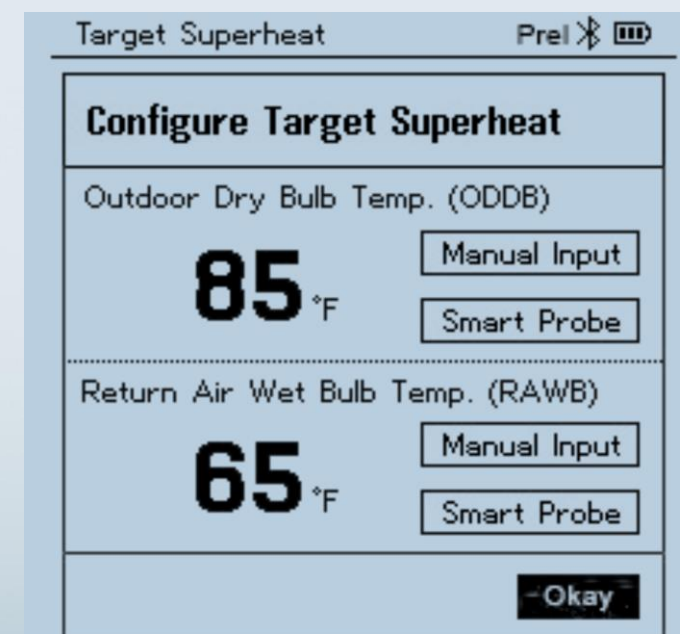 Target Superheat Prel
Configure Target Superheat
Outdoor Dry Bulb Temp. (ODDB)
85 °F
Manual Input
Smart Probe
Return Air Wet Bulb Temp. (RAWB)
65 °F
Manual Input
Smart Probe
Okay